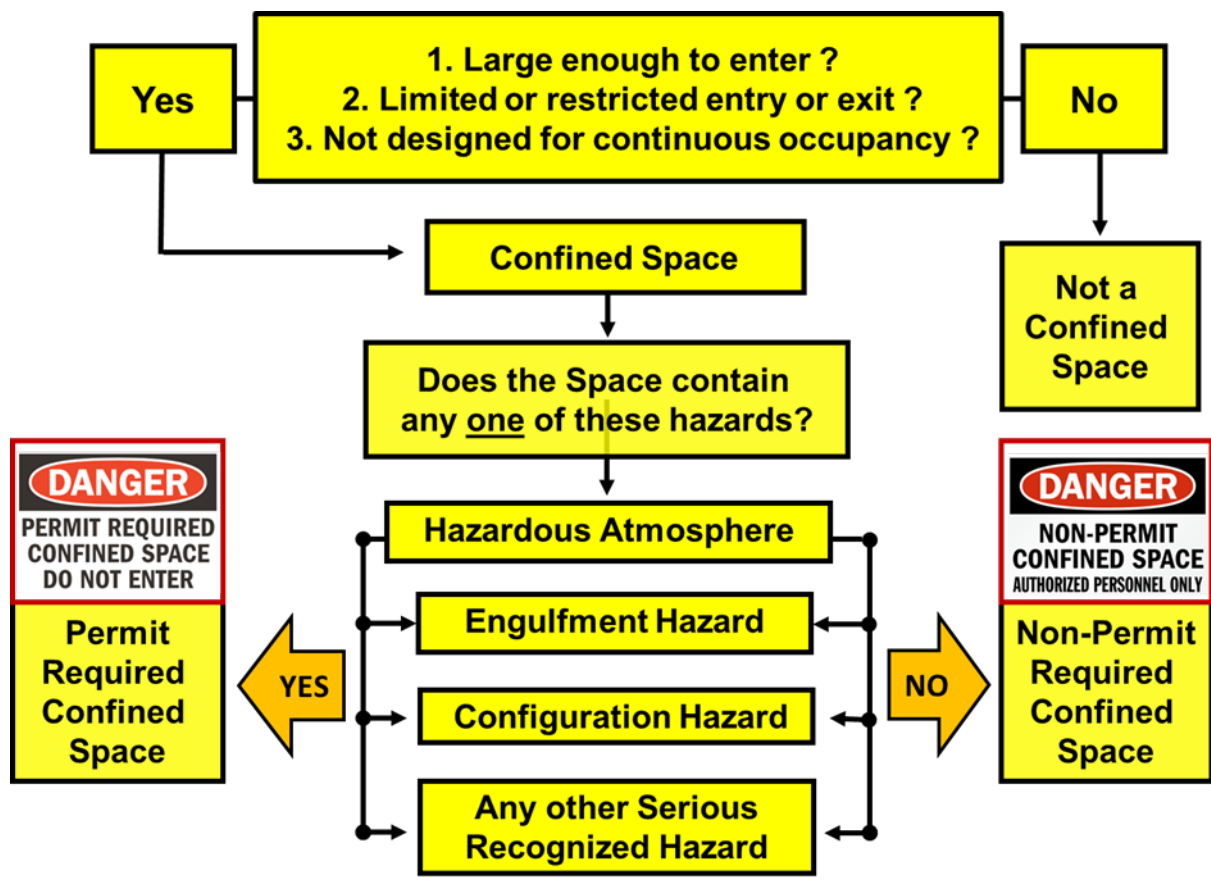 Yes
1. Large enough to enter ?
2. Limited or restricted entry or exit ?
3. Not designed for continuous occupancy ?
No
Confined Space
Not a
Confined
Space
Does the Space contain
any one of these hazards?
DANGER
PERMIT REQUIRED
CONFINED SPACE
DO NOT ENTER
Permit
Required
Confined
Space
YES
Hazardous Atmosphere
Engulfment Hazard
Configuration Hazard
Any other Serious
Recognized Hazard
NO
DANGER
NON-PERMIT
CONFINED SPACE
AUTHORIZED PERSONNEL ONLY
Non-Permit
Required
Confined
Space